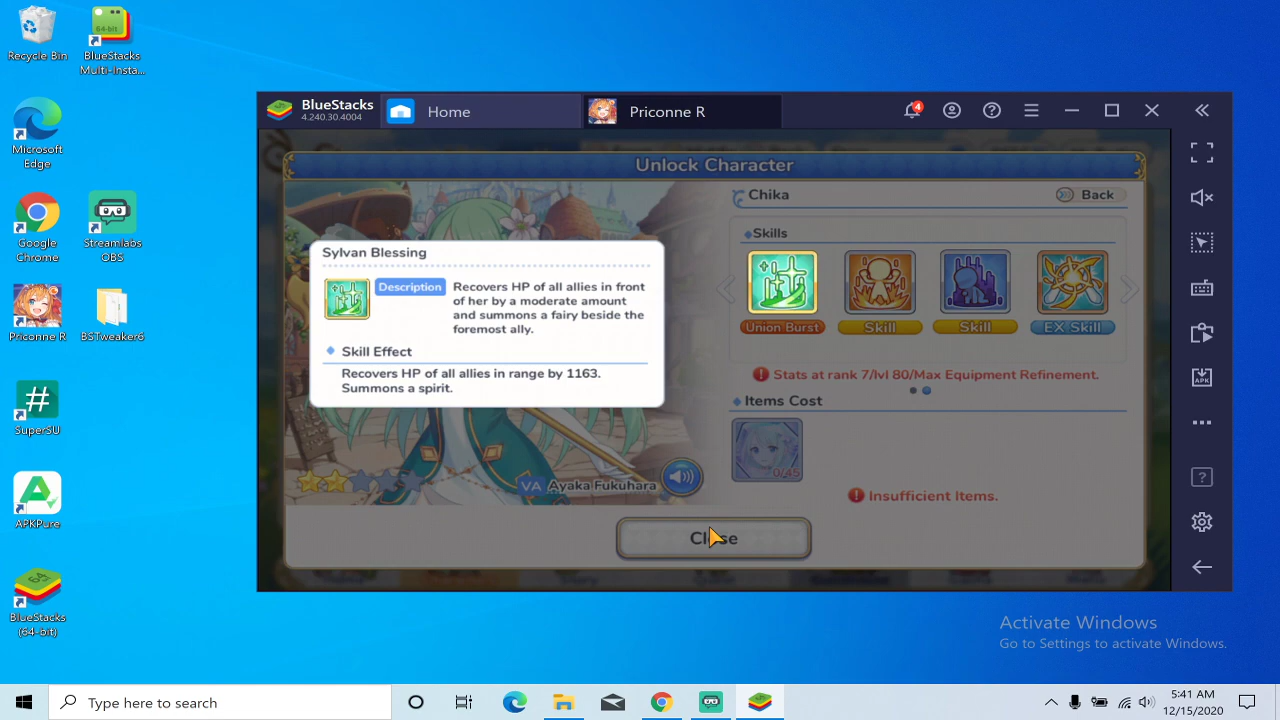 Recycle Bin
BlueStacks
Multi-Insta...
64-bit
Microsoft
Edge
Google
Chrome
Streamlabs
OBS
Priconne R
BSTweaker6
SuperSU
APKPure
64
BlueStacks
(64-bit)
BlueStacks
4.240.30.4004
Home
Priconne R
4
Unlock Character
Chika
Back
Skills
Union Burst
Skill
Skill
EX Skill
Stats at rank 7/lvl 80/Max Equipment Refinement.
Items Cost
0/45
Insufficient Items.
Sylvan Blessing
Description
Recovers HP of all allies in front
of her by a moderate amount
and summons a fairy beside the
foremost ally.
Skill Effect
Recovers HP of all allies in range by 1163.
Summons a spirit.
VA Ayaka Fukuhara
APK
Activate Windows
Go to Settings to activate Windows.
Type here to search
5:41 AM
12/15/2020